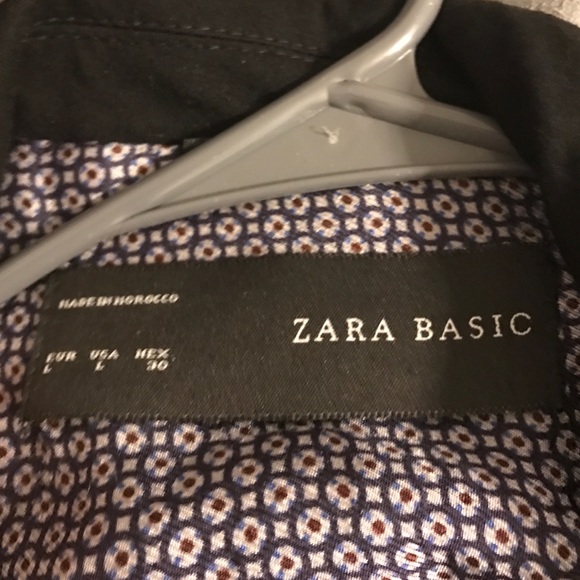 MADE IN MOROCCO
ZARA BASIC
EUR USA MEX
L L 30